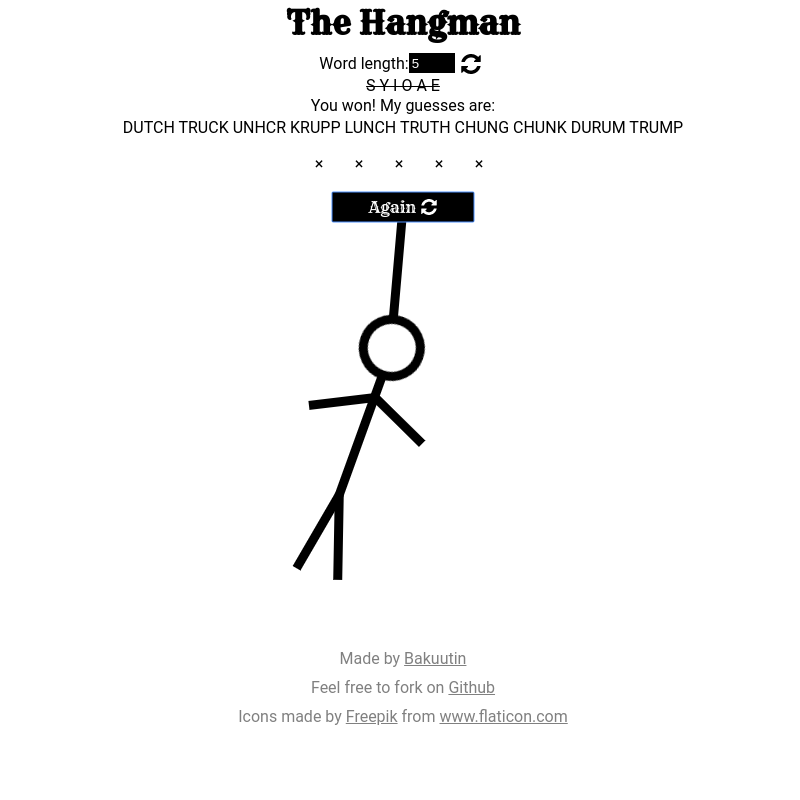 The Hangman
Word length: 5
S Y I O A E
You won! My guesses are:
DUTCH TRUCK UNHCR KRUPP LUNCH TRUTH CHUNG CHUNK DURUM TRUMP
× × × × ×
Again
Made by Bakuutin
Feel free to fork on Github
Icons made by Freepik from www.flaticon.com